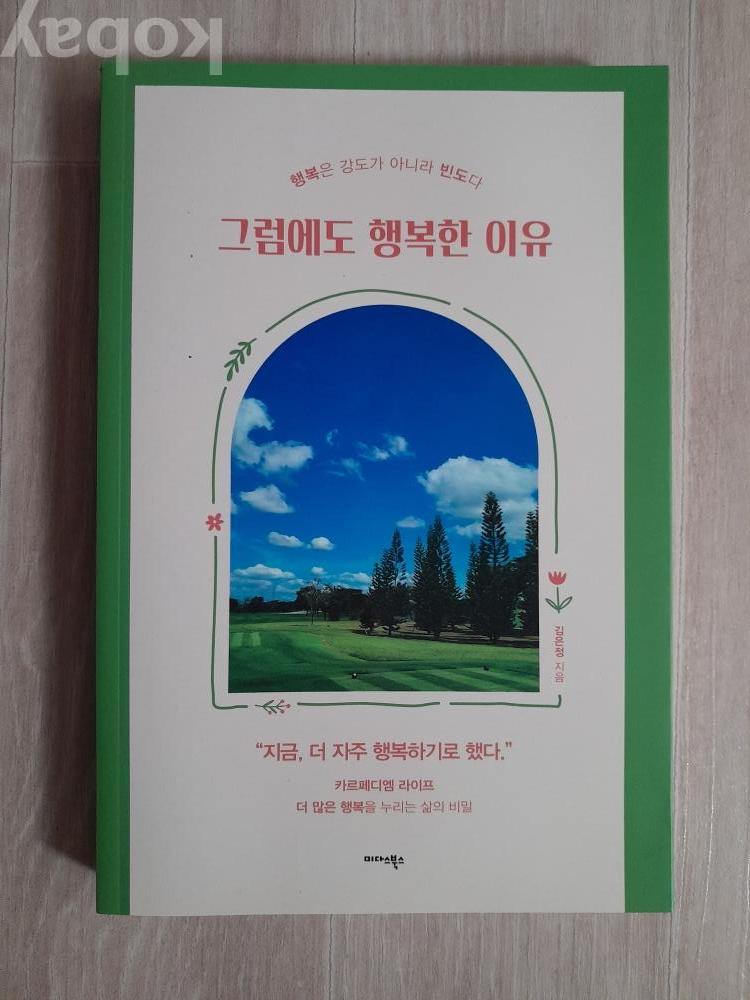 kobay
행복은 강도가 아니라 빈도다
그럼에도 행복한 이유
김은정 지음
“지금, 더 자주 행복하기로 했다.”
카르페디엠 라이프
더 많은 행복을 누리는 삶의 비밀
미다스북스